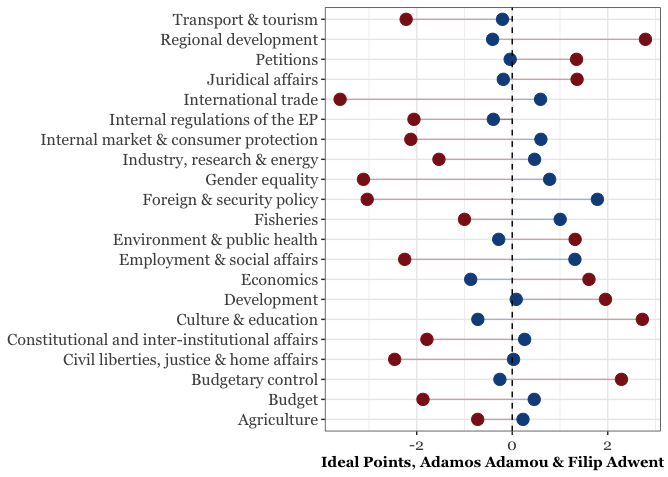 Transport & tourism
Regional development
Petitions
Juridical affairs
International trade
Internal regulations of the EP
Internal market & consumer protection
Industry, research & energy
Gender equality
Foreign & security policy
Fisheries
Environment & public health
Employment & social affairs
Economics
Development
Culture & education
Constitutional and inter-institutional affairs
Civil liberties, justice & home affairs
Budgetary control
Budget
Agriculture
-2 0 2
Ideal Points, Adamos Adamou & Filip Adwent